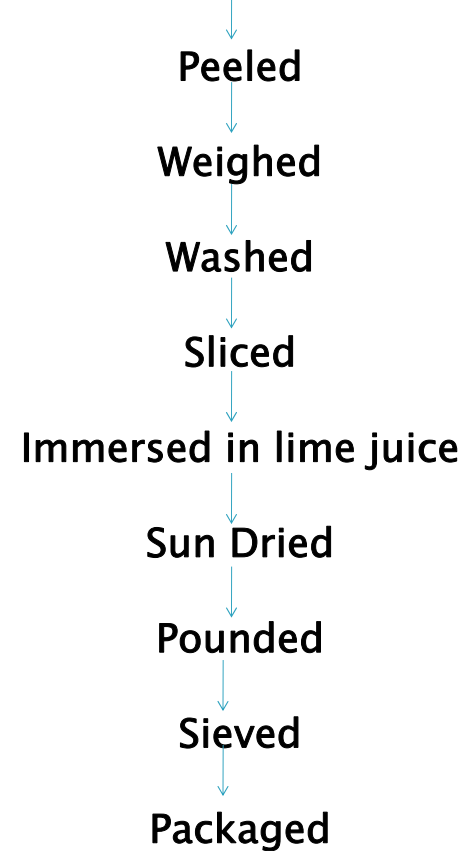 Peeled
Weighed
Washed
Sliced
Immersed in lime juice
Sun Dried
Pounded
Sieved
Packaged